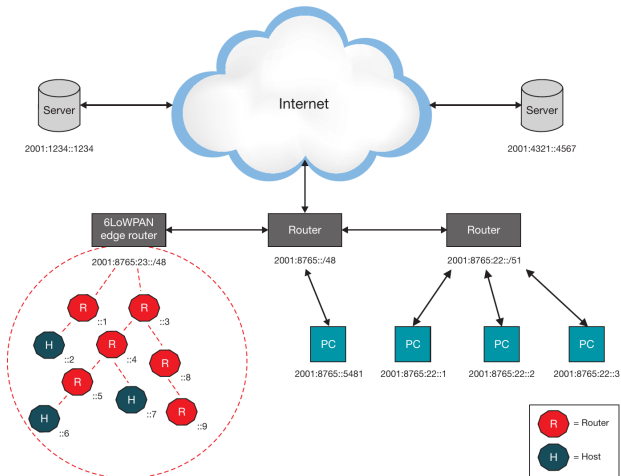 Internet
Server
Server
2001:1234::1234
2001:4321::4567
6LoWPAN
edge router
Router
Router
2001:8765:23::/48
2001:8765::/48
2001:8765:22::/51
R
::1
R
::3
H
::2
R
::4
PC
PC
PC
PC
R
::8
2001:8765::5481
2001:8765:22::1
2001:8765:22::2
2001:8765:22::3
R
::5
H
::7
H
::6
R
::9
R = Router
H = Host